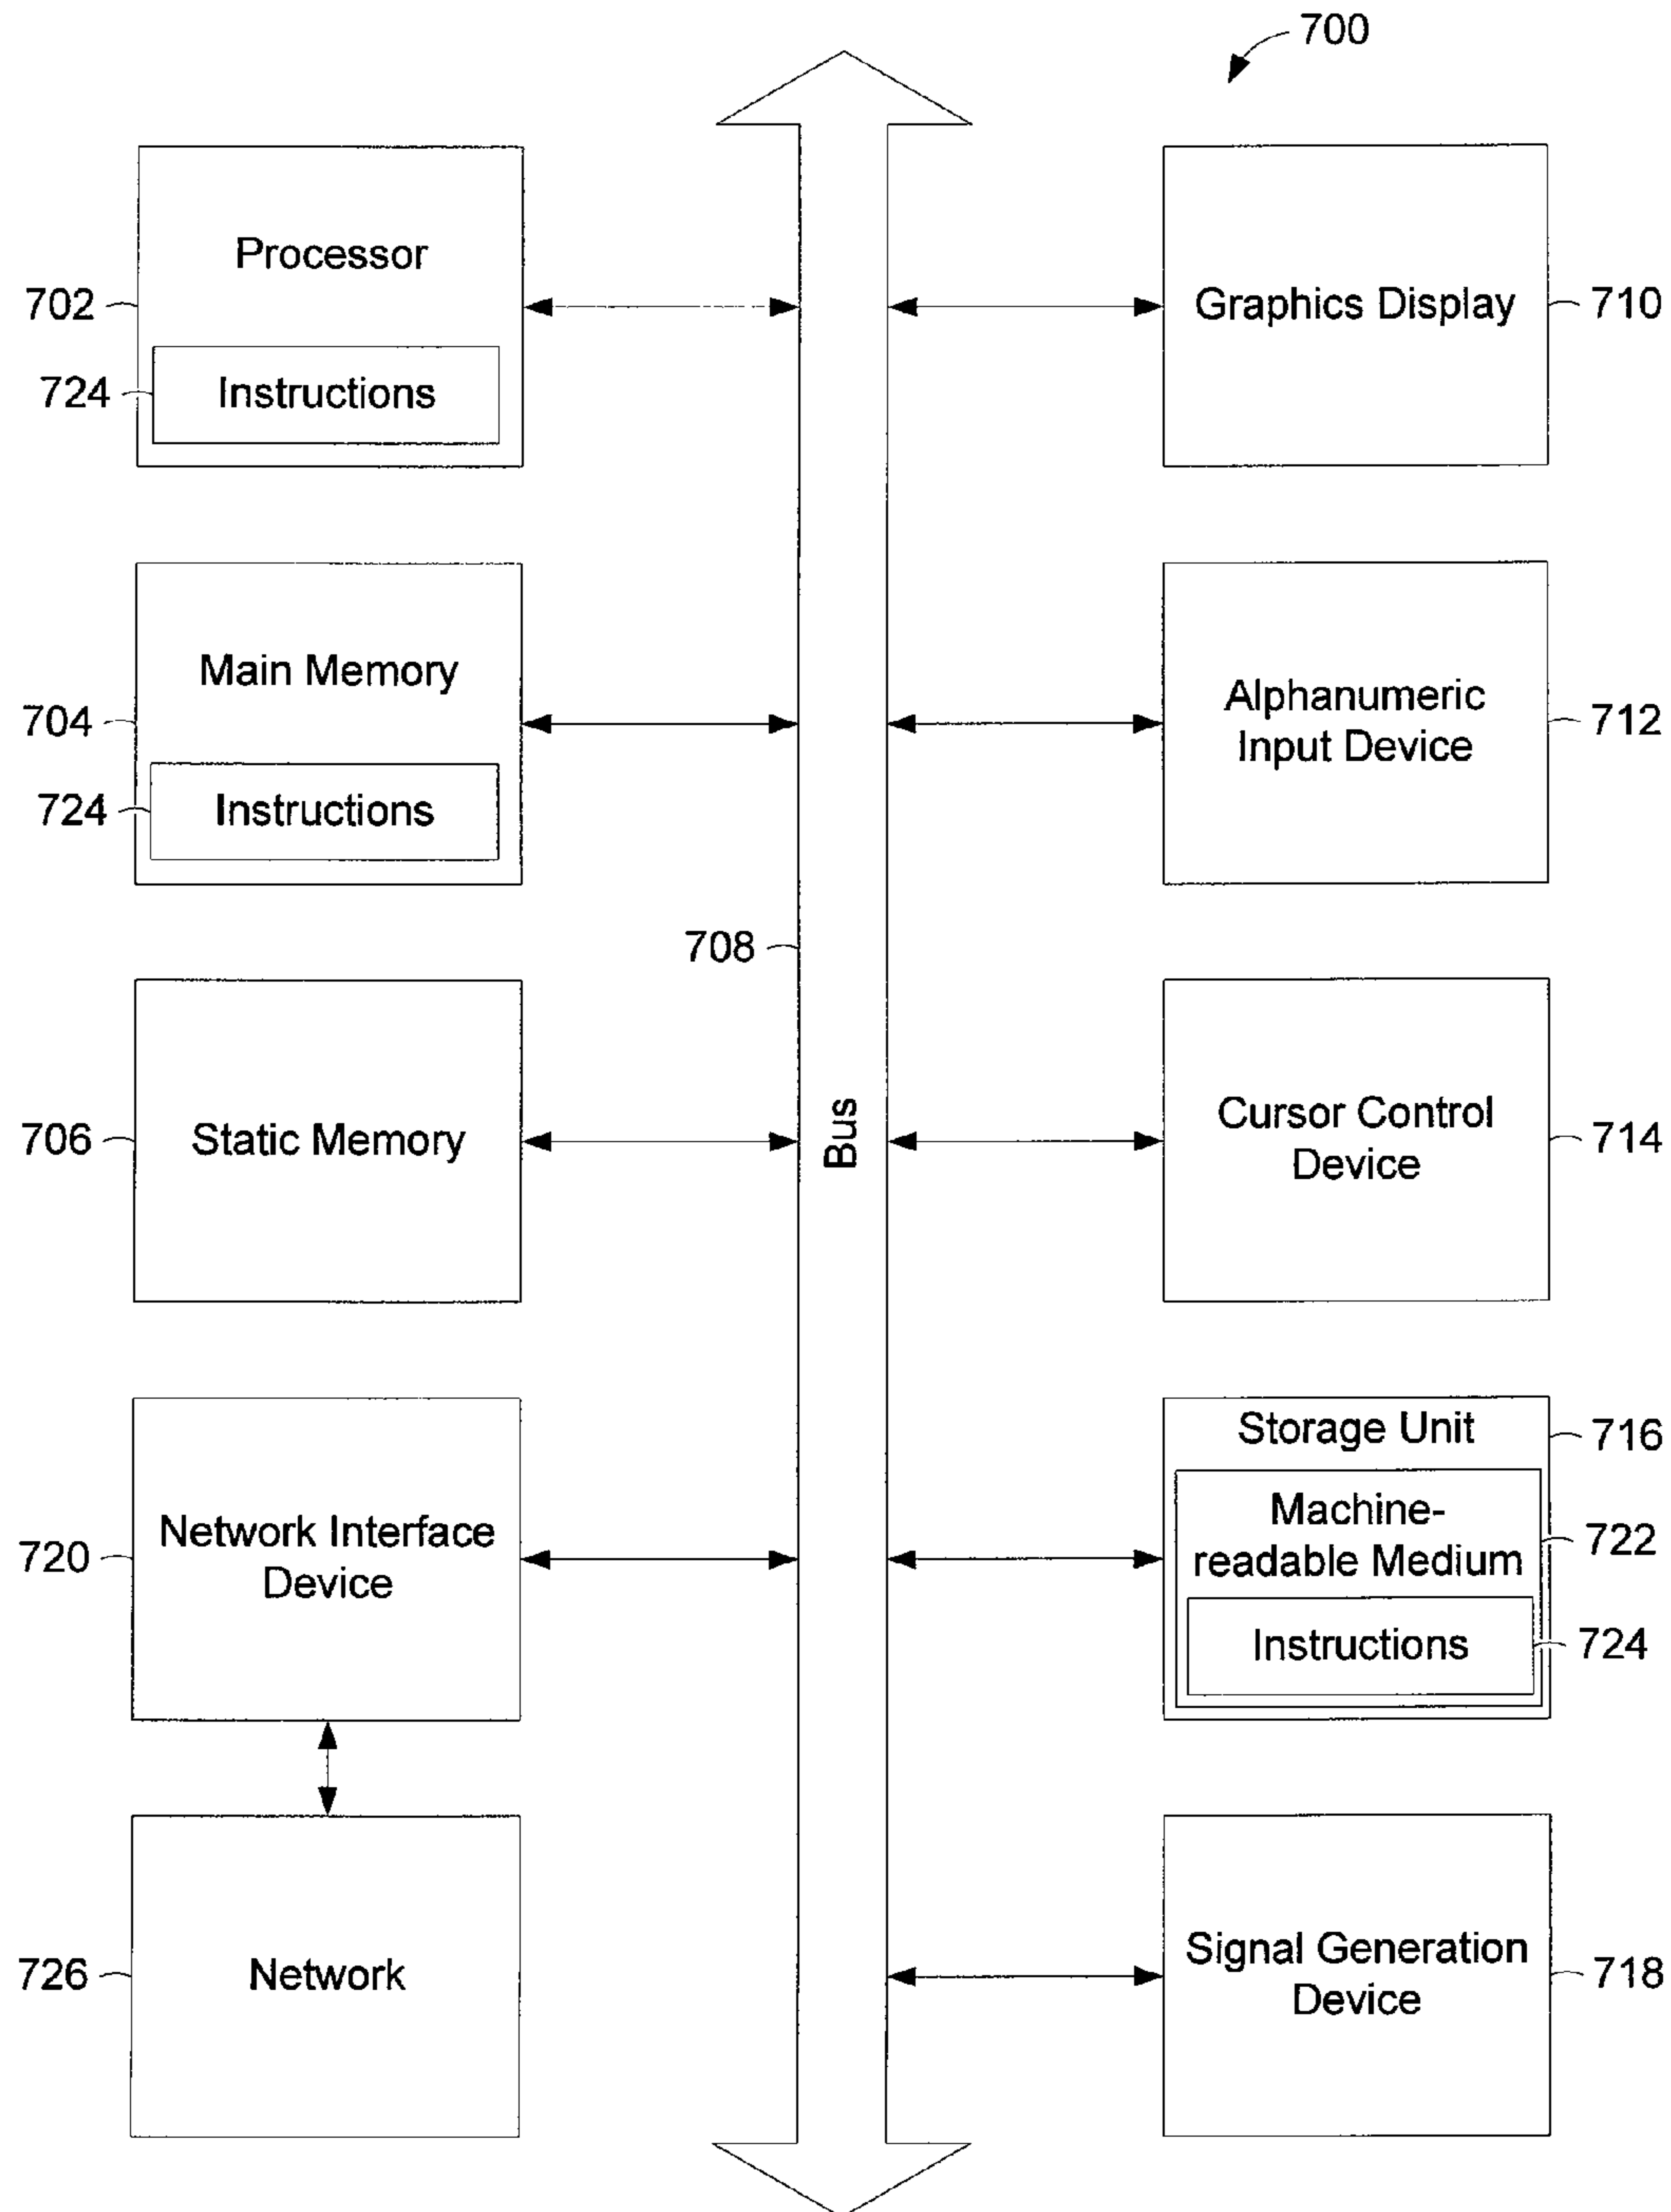 700
Processor
702
724
Instructions
Graphics Display
710
Main Memory
704
724
Instructions
Alphanumeric
Input Device
712
708
Bus
706
Static Memory
Cursor Control
Device
714
720
Network Interface
Device
Storage Unit
716
Machine-
readable Medium
722
Instructions
724
726
Network
Signal Generation
Device
718